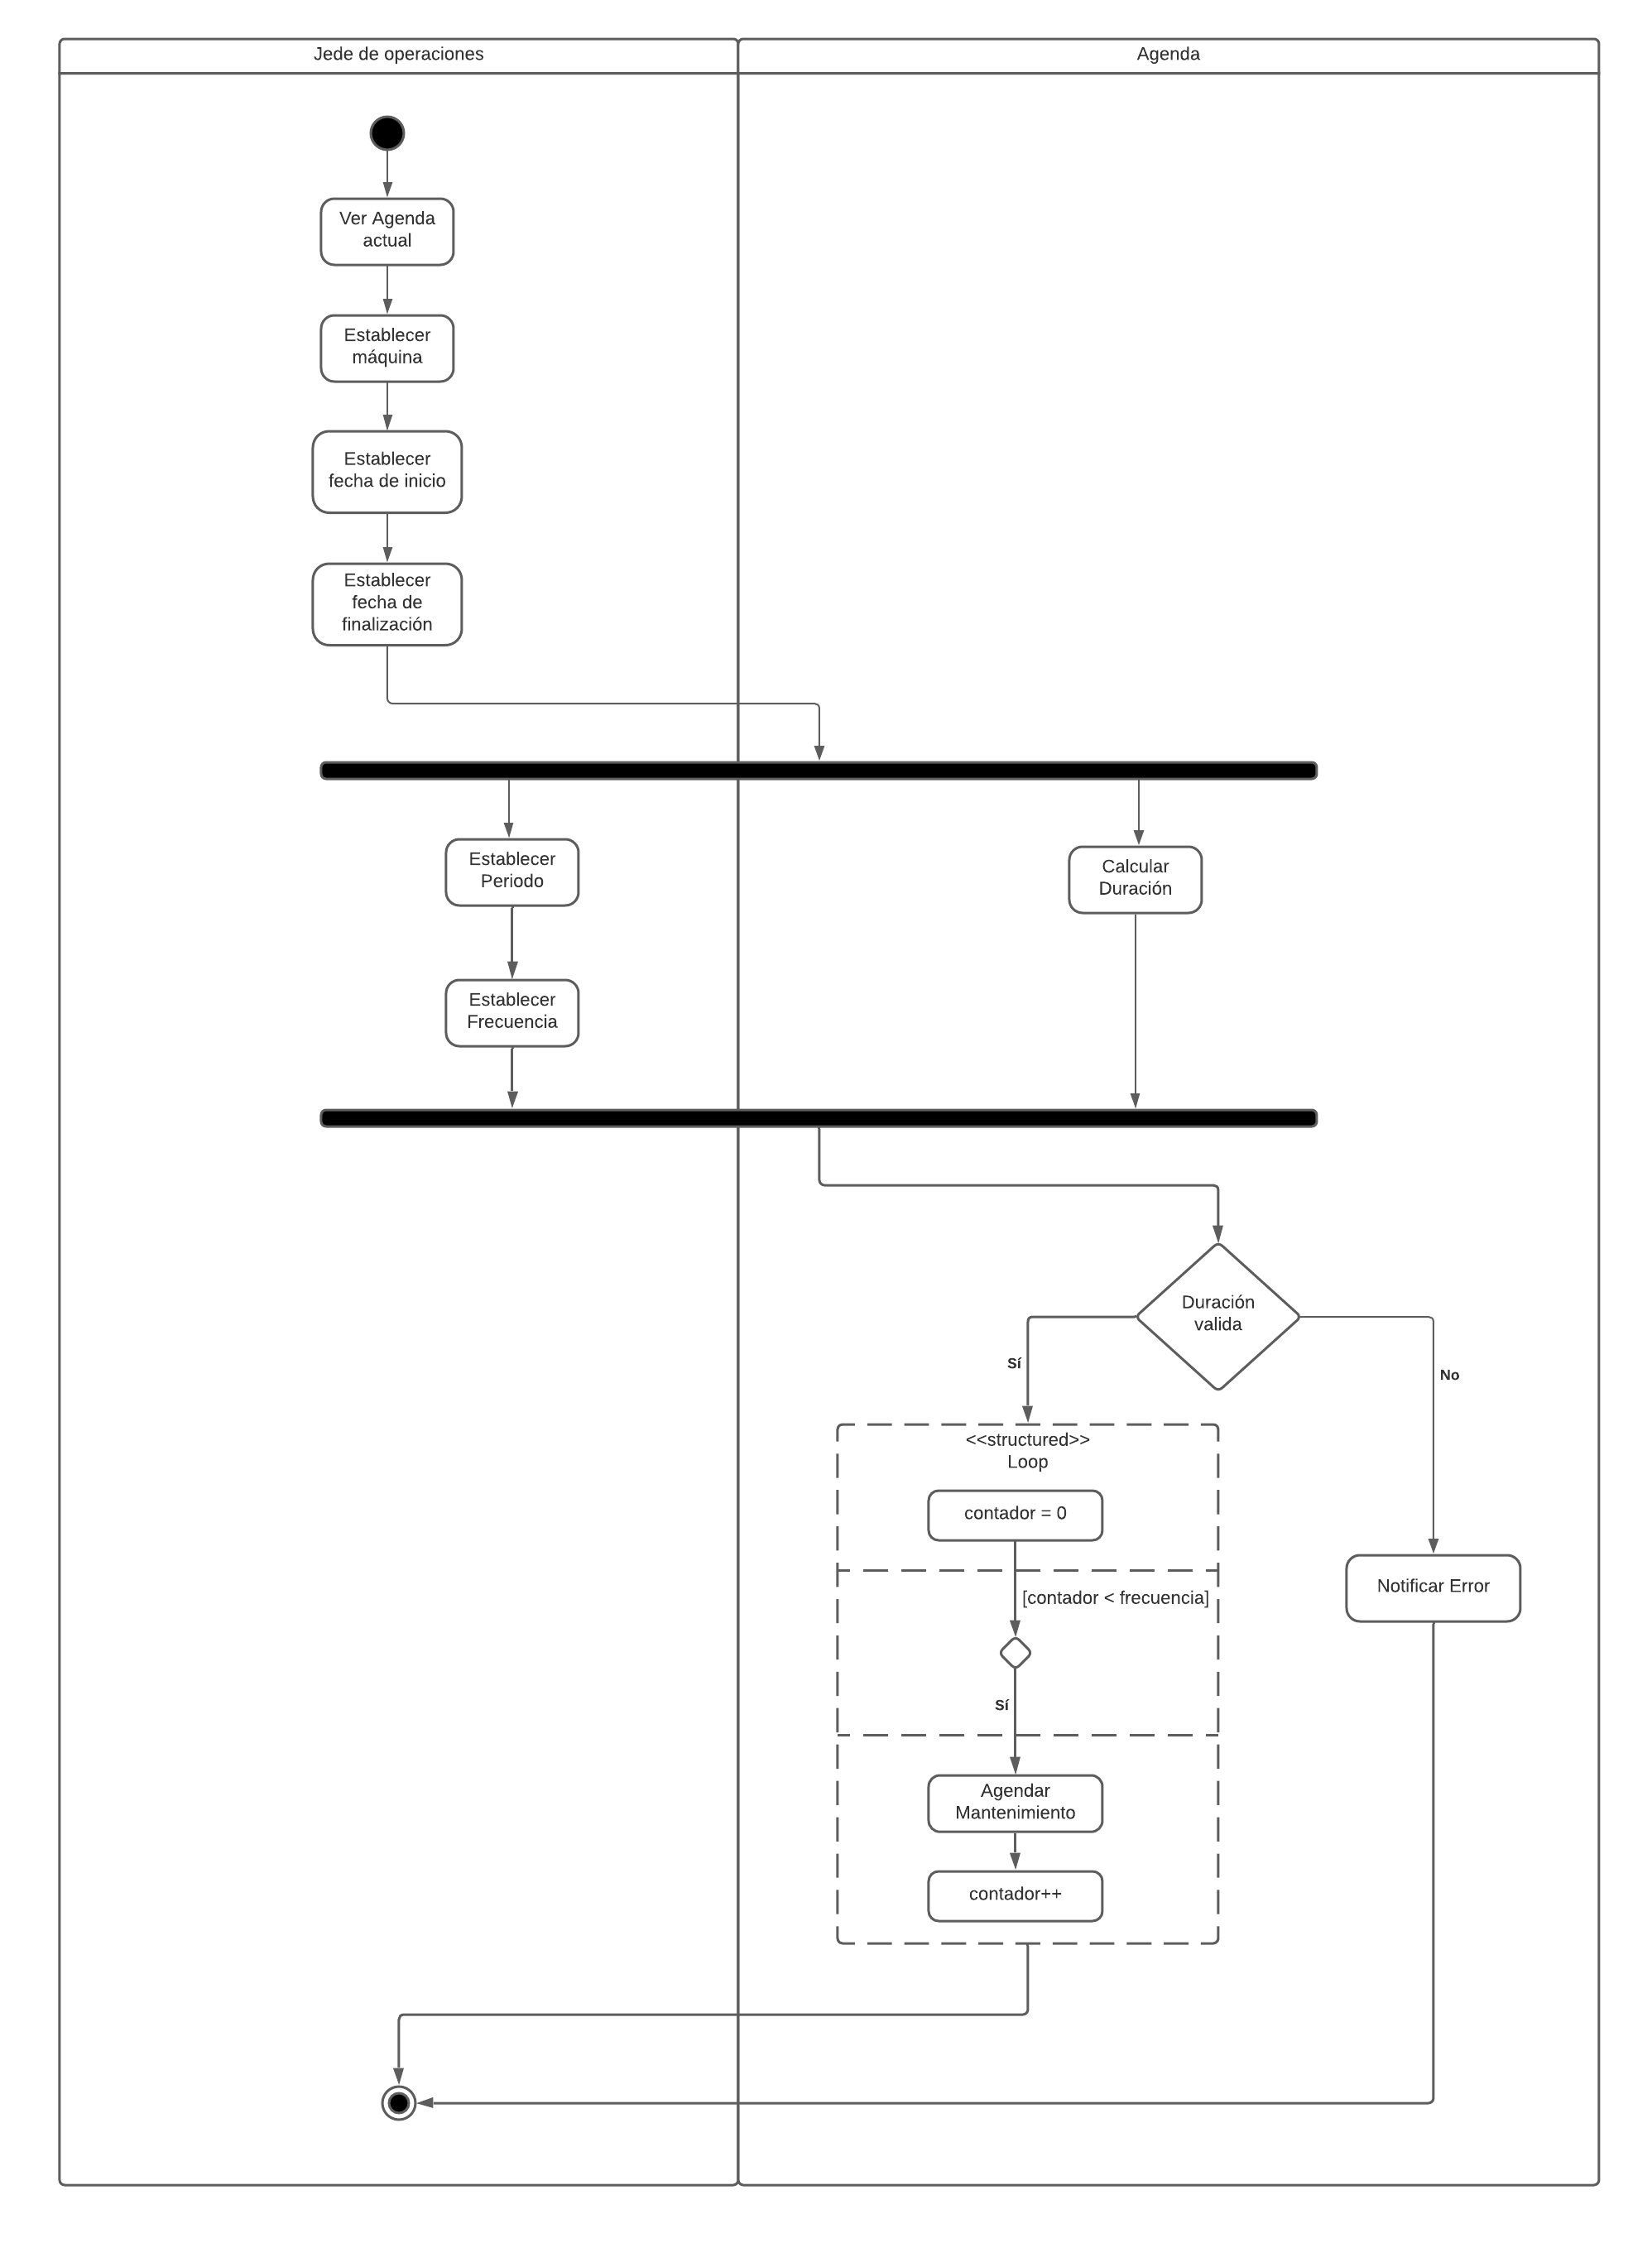 Jede de operaciones
Agenda
Ver Agenda
actual
Establecer
máquina
Establecer
fecha de inicio
Establecer
fecha de
finalización
Establecer
Periodo
Calcular
Duración
Establecer
Frecuencia
Duración
valida
Sí
No
<<structured>>
Loop
contador = 0
[contador < frecuencia]
Notificar Error
Sí
Agendar
Mantenimiento
contador++